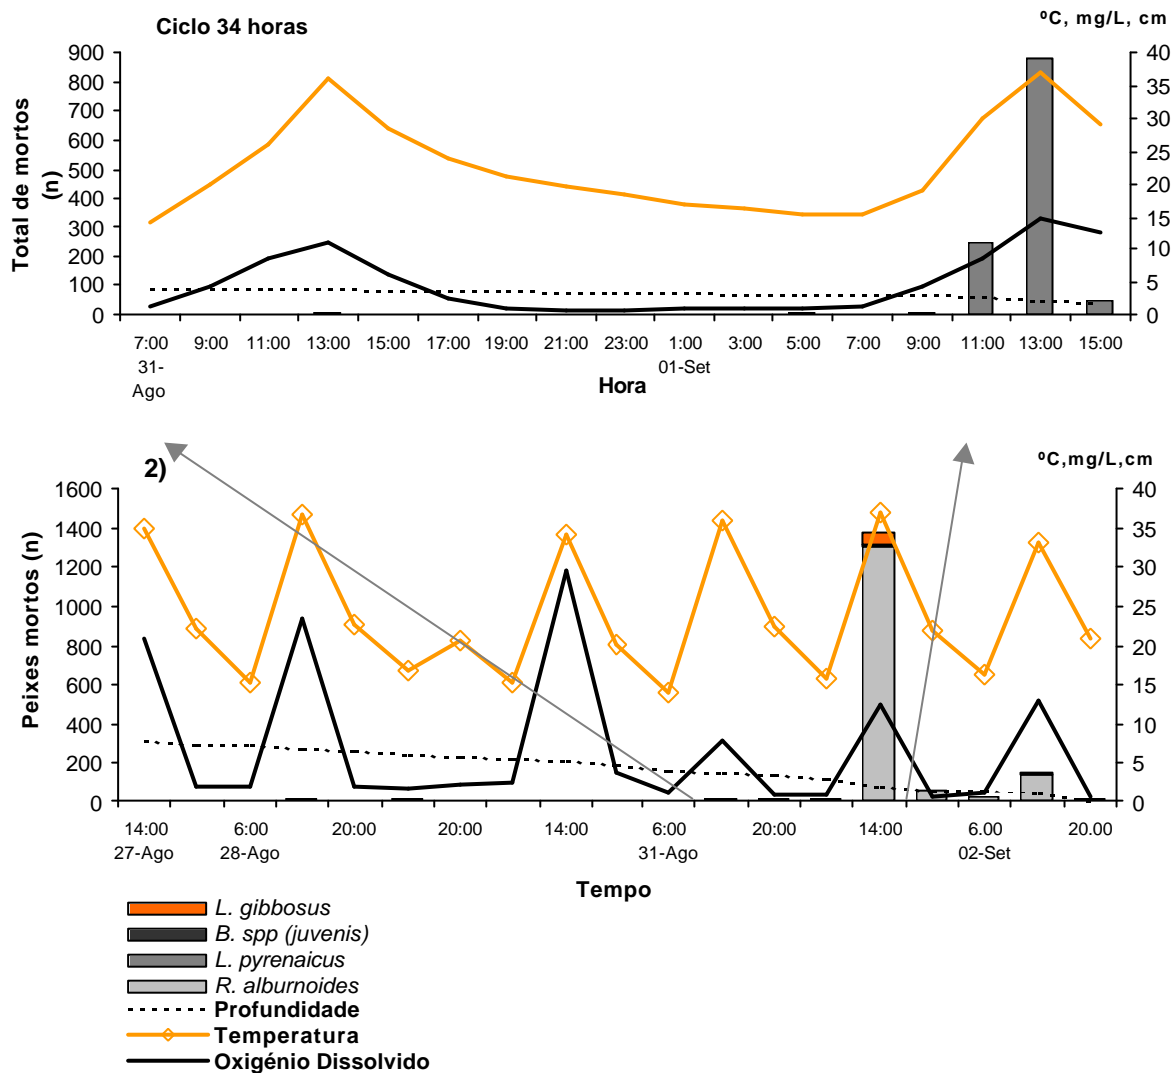 Ciclo 34 horas
ºC, mg/L, cm
Total de mortos
(n)
900 800 700 600 500 400 300 200 100 0
40 35 30 25 20 15 10 5 0
7:00 9:00 11:00 13:00 15:00 17:00 19:00 21:00 23:00 1:00 3:00 5:00 7:00 9:00 11:00 13:00 15:00
31-
Ago
01-Set
Hora
2)
ºC,mg/L,cm
Peixes mortos (n)
1600 1400 1200 1000 800 600 400 200 0
40 35 30 25 20 15 10 5 0
14:00 6:00 20:00 20:00 14:00 6:00 20:00 14:00 6.00 20.00
27-Ago 28-Ago 31-Ago 02-Set
Tempo
L. gibbosus
B. spp (juvenis)
L. pyrenaicus
R. alburnoides
Profundidade
Temperatura
Oxigénio Dissolvido